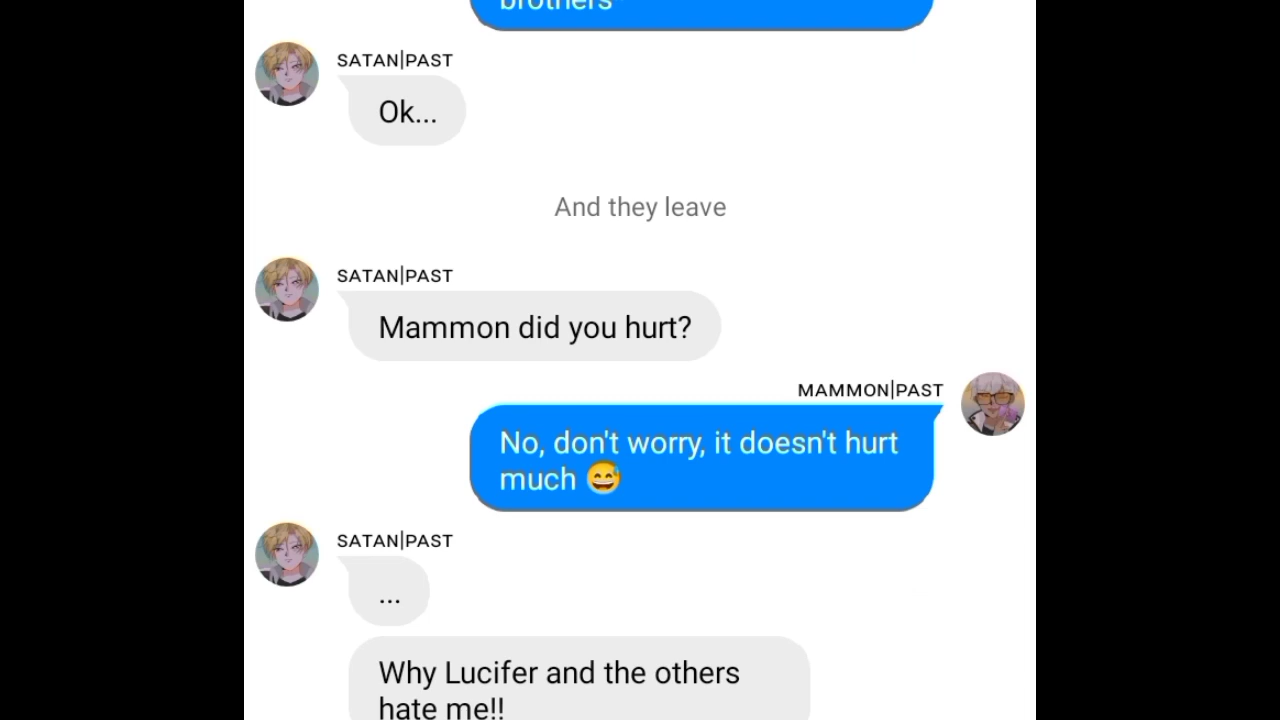 brothers"
SATAN|PAST
Ok...
And they leave
SATAN|PAST
Mammon did you hurt?
MAMMON|PAST
No, don't worry, it doesn't hurt
much 😅
SATAN|PAST
...
Why Lucifer and the others
hate me!!